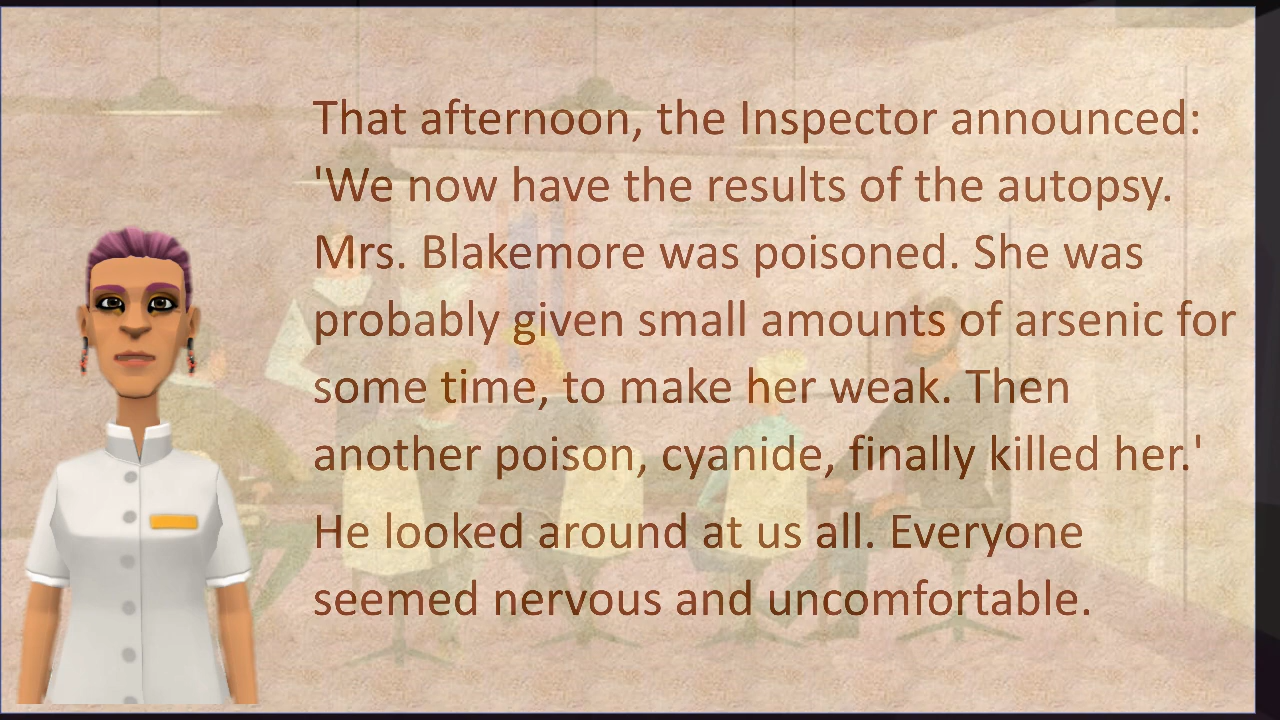 That afternoon, the Inspector announced:
'We now have the results of the autopsy.
Mrs. Blakemore was poisoned. She was
probably given small amounts of arsenic for
some time, to make her weak. Then
another poison, cyanide, finally killed her.'
He looked around at us all. Everyone
seemed nervous and uncomfortable.